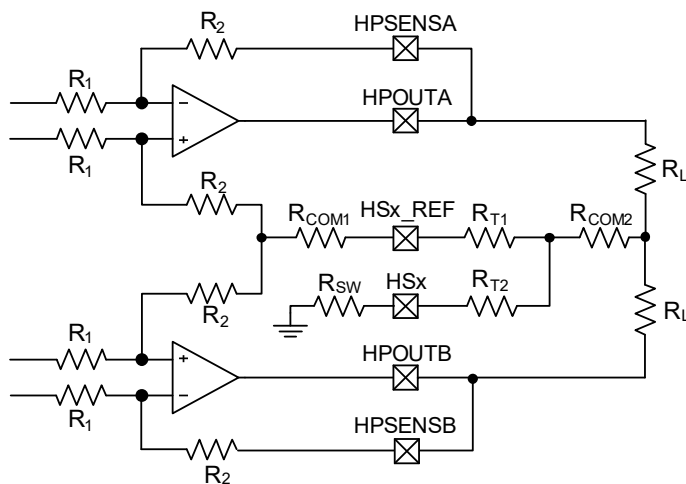 R2
HPSENSA
R1
−
HPOUTA
+
R1
R2
RL
RCOM1
HSx_REF
RT1
RCOM2
RSW
HSx
RT2
R2
RL
R1
+
HPOUTB
−
R1
HPSENSB
R2